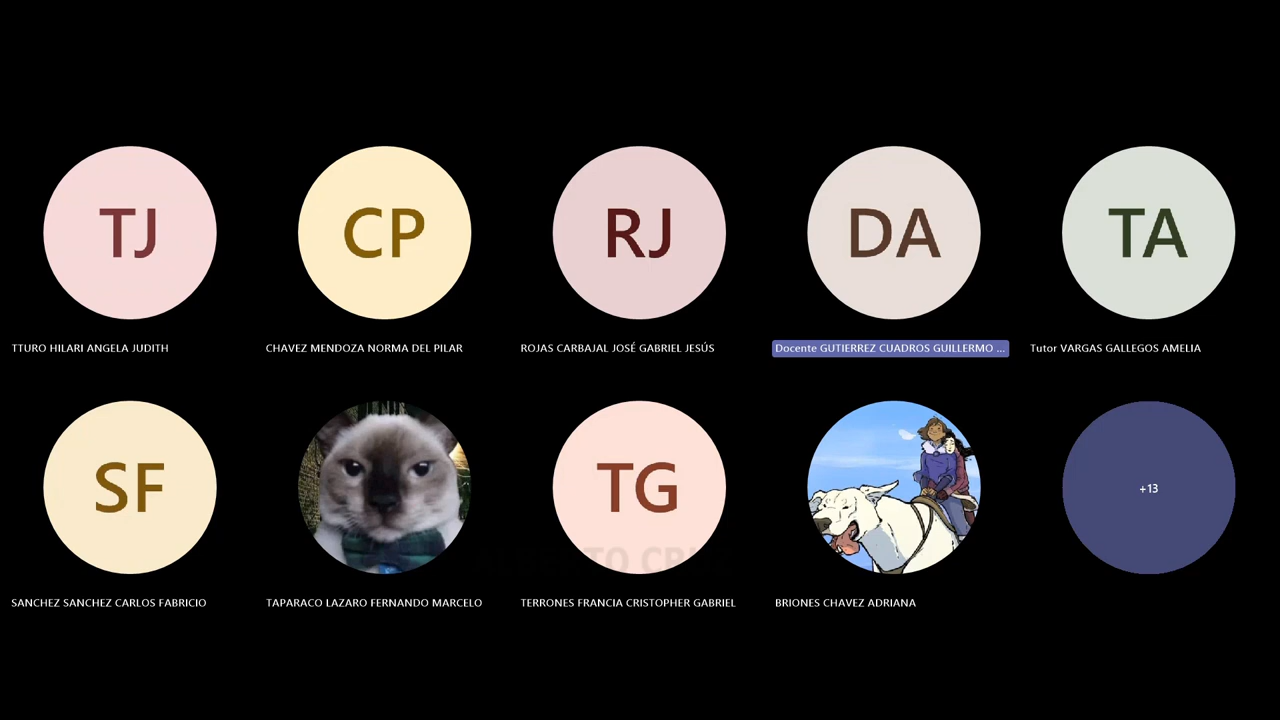 TJ
CP
RJ
DA
TA
TTURO HILARI ANGELA JUDITH
CHAVEZ MENDOZA NORMA DEL PILAR
ROJAS CARBAJAL JOSÉ GABRIEL JESÚS
Docente GUTIERREZ CUADROS GUILLERMO ...
Tutor VARGAS GALLEGOS AMELIA
SF
TG
+13
SANCHEZ SANCHEZ CARLOS FABRICIO
TAPARACO LAZARO FERNANDO MARCELO
TERRONES FRANCIA CRISTOPHER GABRIEL
BRIONES CHAVEZ ADRIANA